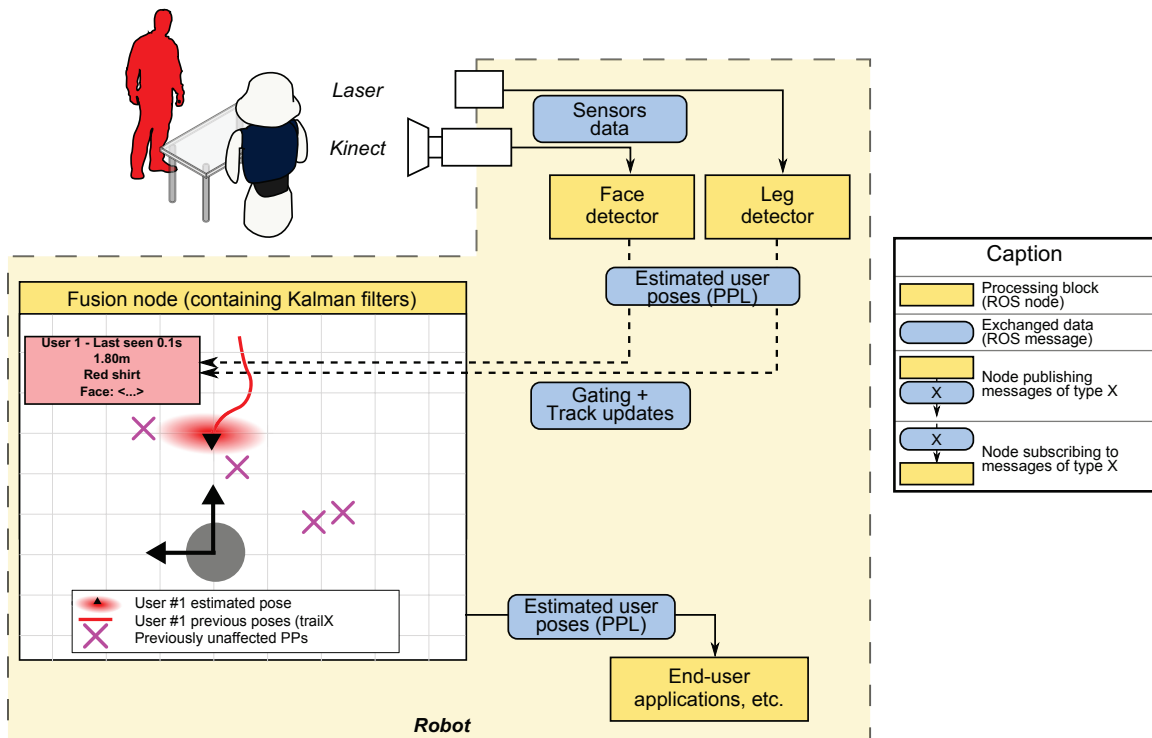 Laser
Kinect
Sensors
data
Face
detector
Leg
detector
Estimated user
poses (PPL)
Fusion node (containing Kalman filters)
User 1 - Last seen 0.1s
1.80m
Red shirt
Face: <...>
Gating +
Track updates
User #1 estimated pose
User #1 previous poses (trailX
Previously unaffected PPs
Estimated user
poses (PPL)
End-user
applications, etc.
Robot
Caption
Processing block
(ROS node)
Exchanged data
(ROS message)
X
Node publishing
messages of type X
X
Node subscribing to
messages of type X